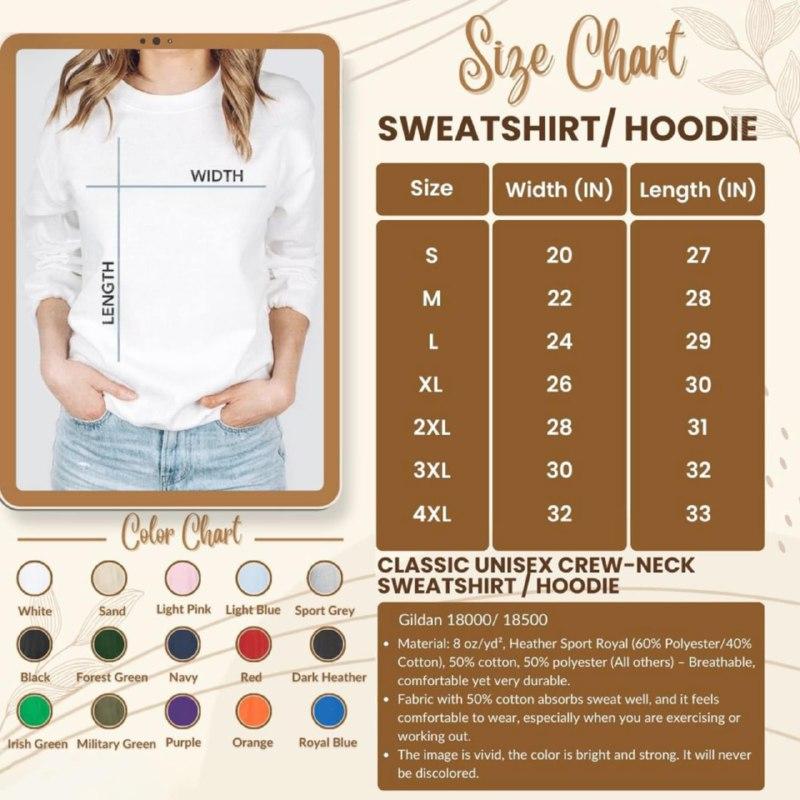 Size Chart
SWEATSHIRT/ HOODIE
WIDTH
LENGTH
Size Width (IN) Length (IN)
S 20 27
M 22 28
L 24 29
XL 26 30
2XL 28 31
3XL 30 32
4XL 32 33
Color Chart
White Sand Light Pink Light Blue Sport Grey
Black Forest Green Navy Red Dark Heather
Irish Green Military Green Purple Orange Royal Blue
CLASSIC UNISEX CREW-NECK
SWEATSHIRT/HOODIE
Gildan 18000/ 18500
• Material: 8 oz/yd², Heather Sport Royal (60% Polyester/40%
Cotton), 50% cotton, 50% polyester (All others) – Breathable,
comfortable yet very durable.
• Fabric with 50% cotton absorbs sweat well, and it feels
comfortable to wear, especially when you are exercising or
working out.
• The image is vivid, the color is bright and strong. It will never
be discolored.